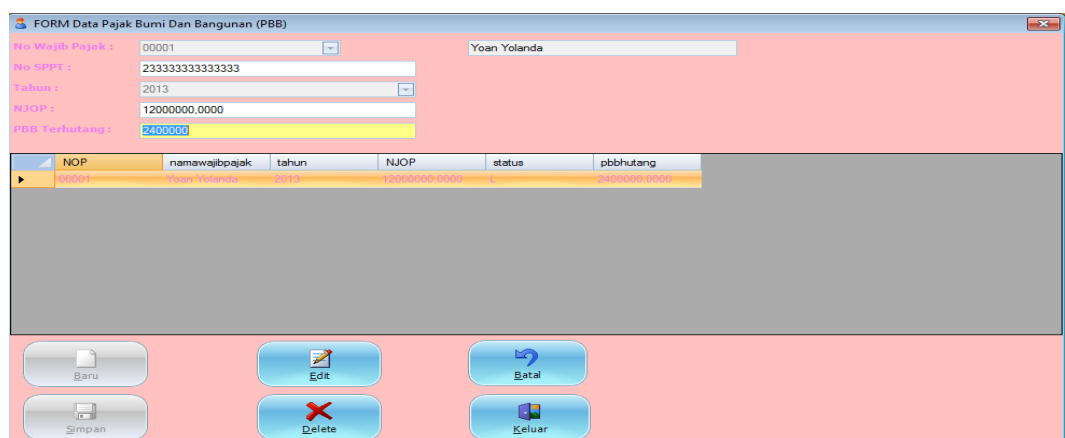 FORM Data Pajak Bumi Dan Bangunan (PBB)
No Wajib Pajak : 00001 Yoan Yolanda
No SPPT : 233333333333333
Tahun : 2013
NJOP : 12000000,0000
PBB Terhutang : 2400000
NOP namawajibpajak tahun NJOP status pbbhutang
00001 Yoan Yolanda 2013 12000000,0000 L 2400000,0000
Baru Edit Batal
Simpan Delete Keluar